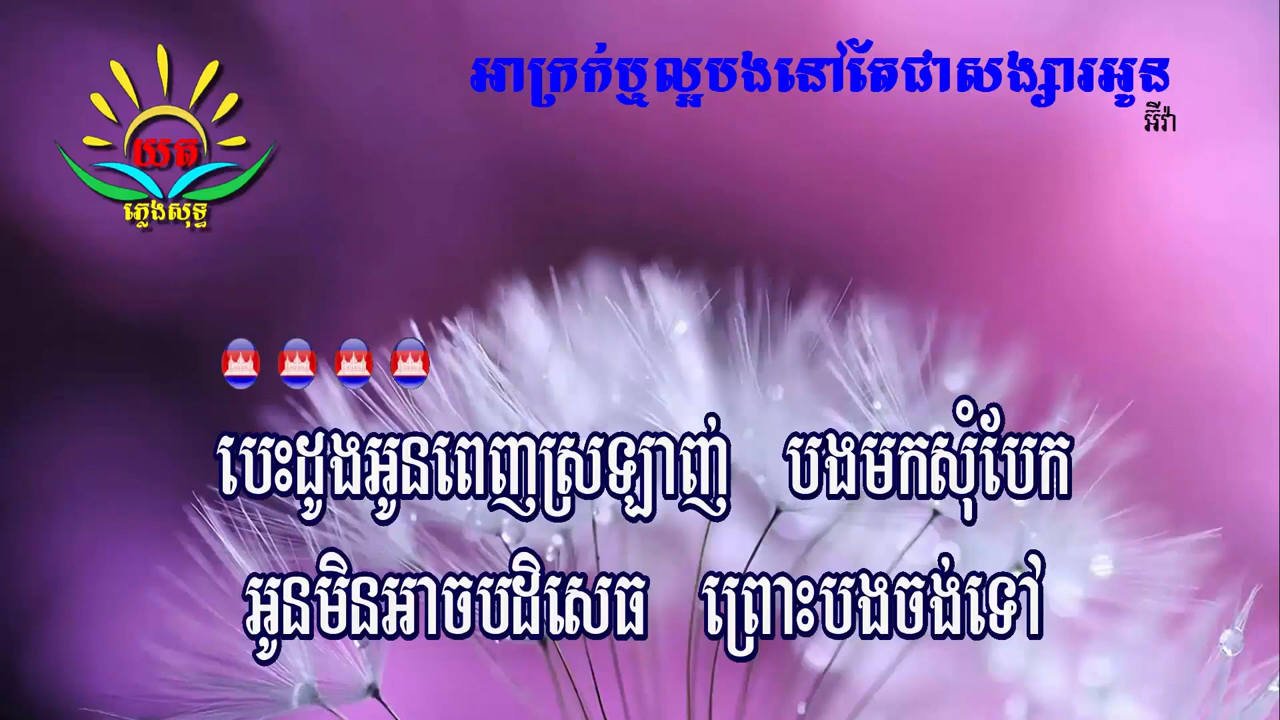 អាក្រក់ឬល្អបងនៅតែជាសង្សារអូន
អ៊ីវ៉ា
យត
ភ្លេងសុទ្ធ
បេះដូងអូនពេញស្រឡាញ់ បងមកសុំបែក
អូនមិនអាចបដិសេធ ព្រោះបងចង់ទៅ